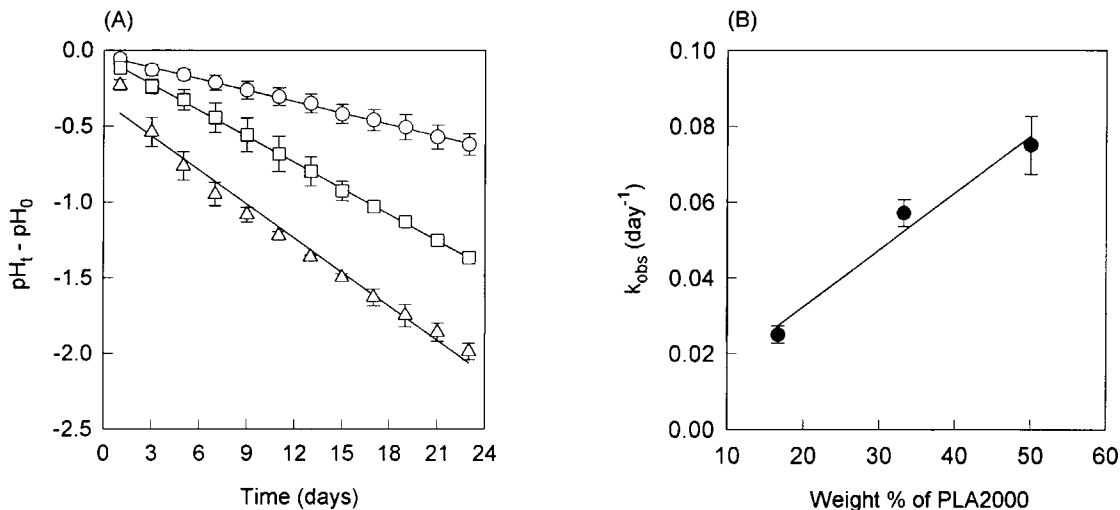 (A)
0.0
-0.5
-1.0
-1.5
-2.0
-2.5
0 3 6 9 12 15 18 21 24
Time (days)
pHt - pH0
(B)
0.10
0.08
0.06
0.04
0.02
0.00
10 20 30 40 50 60
Weight % of PLA2000
kobs (day-1)